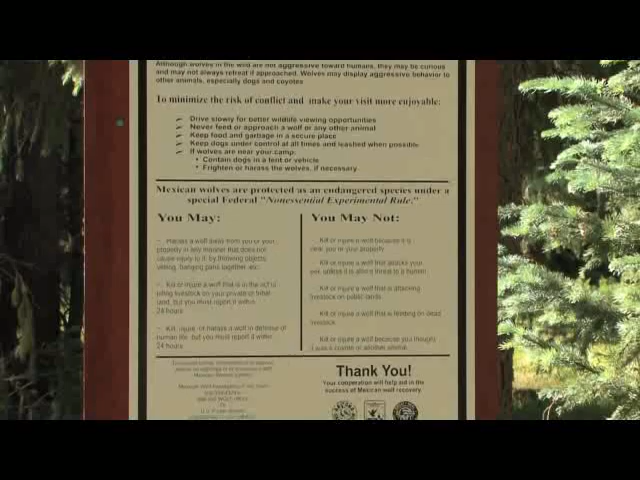 Although wolves in the wild are not aggressive toward humans, they may be curious
and may not always retreat if approached. Wolves may display aggressive behavior to
other animals, especially dogs and coyotes
To minimize the risk of conflict and make your visit more enjoyable:
Drive slowly for better wildlife viewing opportunities
Never feed or approach a wolf or any other animal
Keep food and garbage in a secure place
Keep dogs under control at all times and leashed when possible
If wolves are near your camp:
• Contain dogs in a tent or vehicle
• Frighten or harass the wolves, if necessary
Mexican wolves are protected as an endangered species under a
special Federal "Nonessential Experimental Rule."
You May:
- Harass a wolf away from you or your
property in any manner that does not
cause injury to it, by throwing objects,
yelling, banging pans together, etc.
- Kill or injure a wolf that is in the act of
killing livestock on your private or tribal
land, but you must report it within
24 hours
- Kill, injure, or harass a wolf in defense of
human life, but you must report it within
24 hours
You May Not:
- Kill or injure a wolf because it is
near you or your property
- Kill or injure a wolf that attacks your
pet, unless it is also a threat to a human
- Kill or injure a wolf that is attacking
livestock on public lands
- Kill or injure a wolf that is feeding on dead
livestock
- Kill or injure a wolf because you thought
it was a coyote or another animal
Thank You!
Your cooperation will help aid in the
success of Mexican wolf recovery.